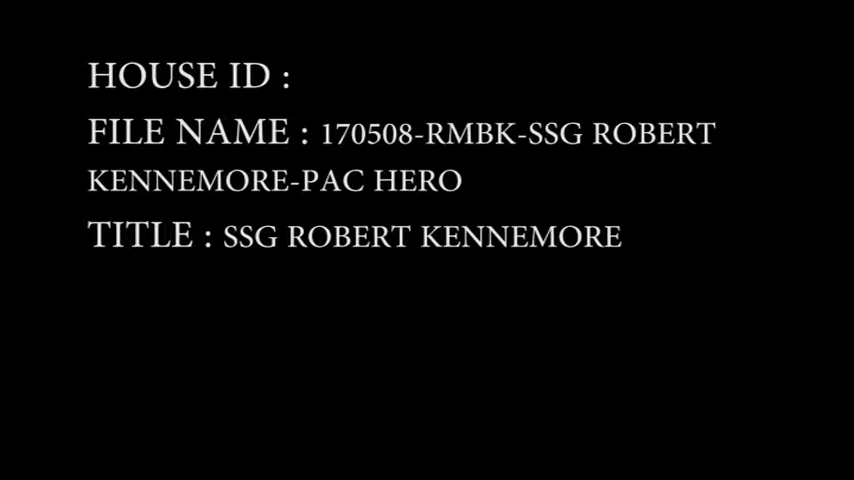 HOUSE ID :
FILE NAME : 170508-RMBK-SSG ROBERT
KENNEMORE-PAC HERO
TITLE : SSG ROBERT KENNEMORE